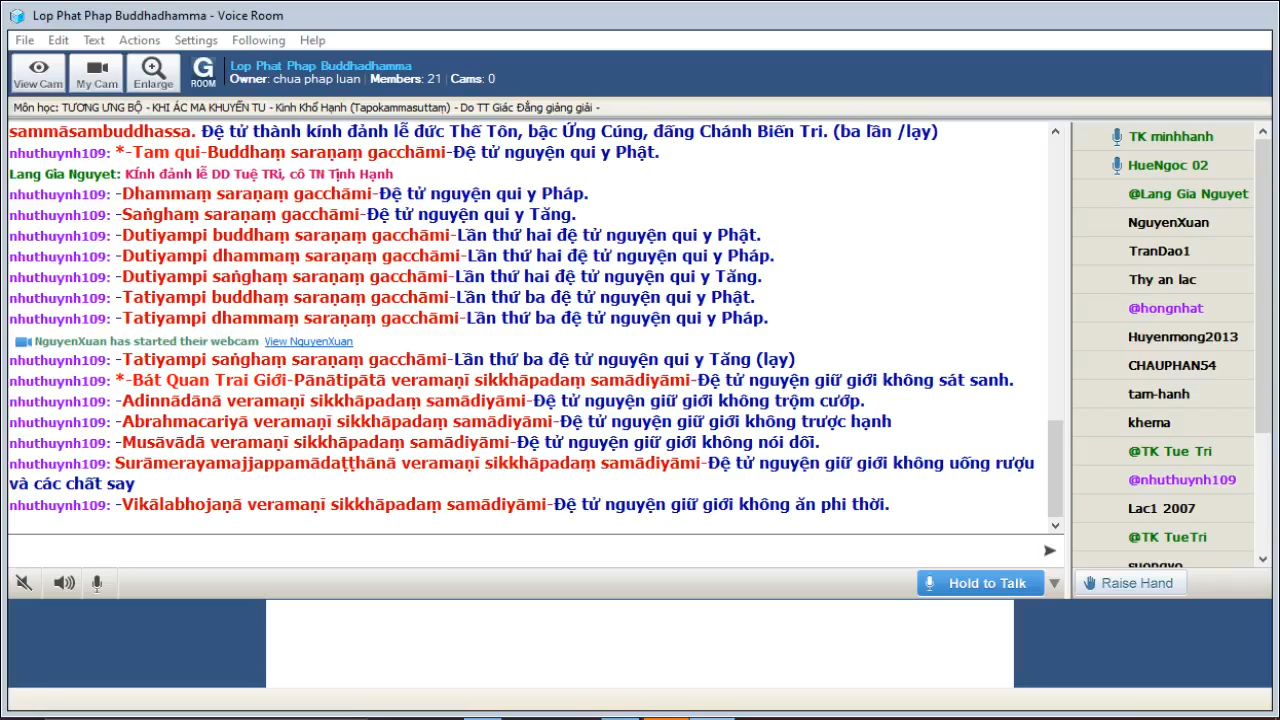 Lop Phat Phap Buddhadhamma - Voice Room
File Edit Text Actions Settings Following Help
View Cam My Cam Enlarge G ROOM
Lop Phat Phap Buddhadhamma
Owner: chua phap luan | Members: 21 | Cams: 0
Môn học: TƯƠNG ƯNG BỘ - KHI ÁC MA KHUYẾN TU - Kinh Khổ Hạnh (Tapokammasuttaṃ) - Do TT Giác Đẳng giảng giải -
sammāsambuddhassa. Đệ tử thành kính đảnh lễ đức Thế Tôn, bậc Ứng Cúng, đấng Chánh Biến Tri. (ba lần /lạy)
nhuthuynh109: *-Tam qui-Buddhaṃ saraṇaṃ gacchāmi-Đệ tử nguyện qui y Phật.
Lang Gia Nguyet: KÍnh đảnh lễ DD Tuệ TRi, cô TN Tịnh Hạnh
nhuthuynh109: -Dhammaṃ saraṇaṃ gacchāmi-Đệ tử nguyện qui y Pháp.
nhuthuynh109: -Saṅghaṃ saraṇaṃ gacchāmi-Đệ tử nguyện qui y Tăng.
nhuthuynh109: -Dutiyampi buddhaṃ saraṇaṃ gacchāmi-Lần thứ hai đệ tử nguyện qui y Phật.
nhuthuynh109: -Dutiyampi dhammaṃ saraṇaṃ gacchāmi-Lần thứ hai đệ tử nguyện qui y Pháp.
nhuthuynh109: -Dutiyampi saṅghaṃ saraṇaṃ gacchāmi-Lần thứ hai đệ tử nguyện qui y Tăng.
nhuthuynh109: -Tatiyampi buddhaṃ saraṇaṃ gacchāmi-Lần thứ ba đệ tử nguyện qui y Phật.
nhuthuynh109: -Tatiyampi dhammaṃ saraṇaṃ gacchāmi-Lần thứ ba đệ tử nguyện qui y Pháp.
NguyenXuan has started their webcam View NguyenXuan
nhuthuynh109: -Tatiyampi saṅghaṃ saraṇaṃ gacchāmi-Lần thứ ba đệ tử nguyện qui y Tăng (lạy)
nhuthuynh109: *-Bát Quan Trai Giới-Pānātipātā veramaṇī sikkhāpadaṃ samādiyāmi-Đệ tử nguyện giữ giới không sát sanh.
nhuthuynh109: -Adinnādānā veramaṇī sikkhāpadaṃ samādiyāmi-Đệ tử nguyện giữ giới không trộm cướp.
nhuthuynh109: -Abrahmacariyā veramaṇī sikkhāpadaṃ samādiyāmi-Đệ tử nguyện giữ giới không trược hạnh
nhuthuynh109: -Musāvādā veramaṇī sikkhāpadaṃ samādiyāmi-Đệ tử nguyện giữ giới không nói dối.
nhuthuynh109: Surāmerayamajjappamādaṭṭhānā veramaṇī sikkhāpadaṃ samādiyāmi-Đệ tử nguyện giữ giới không uống rượu
và các chất say
nhuthuynh109: -Vikālabhojaṇā veramaṇī sikkhāpadaṃ samādiyāmi-Đệ tử nguyện giữ giới không ăn phi thời.
TK minhhanh
HueNgoc 02
@Lang Gia Nguyet
NguyenXuan
TranDao1
Thy an lac
@hongnhat
Huyenmong2013
CHAUPHAN54
tam-hanh
khema
@TK Tue Tri
@nhuthuynh109
Lac1 2007
@TK TueTri
suongvo
Hold to Talk
Raise Hand